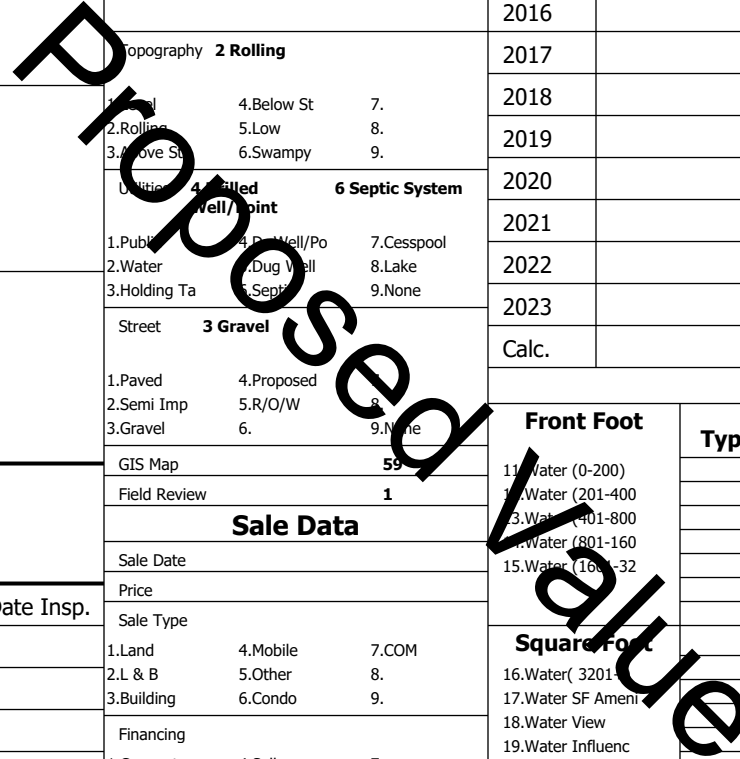 Topography 2 Rolling
4.Below St 7.
2.Rolling 5.Low 8.
3.Above St 6.Swampy 9.
Utilities 4 Drilled 6 Septic System
Well/Point
4.Dr Well/Po 7.Cesspool
2.Water 5.Dug Well 8.Lake
3.Holding Ta 6.Septic 9.None
Street 3 Gravel
1.Paved 4.Proposed
2.Semi Imp 5.R/O/W 8.
3.Gravel 6. 9.None
GIS Map 59
Field Review 1
Sale Data
Sale Date
Price
Sale Type
1.Land 4.Mobile 7.COM
2.L & B 5.Other 8.
3.Building 6.Condo 9.
Financing
Date Insp.
2016
2017
2018
2019
2020
2021
2022
2023
Calc.
Front Foot
Typ
11.Water (0-200)
12.Water (201-400
13.Water (401-800
14.Water (801-160
15.Water (1601-32
Square Foot
16.Water( 3201-
17.Water SF Ameni
18.Water View
19.Water Influenc
Proposed Value